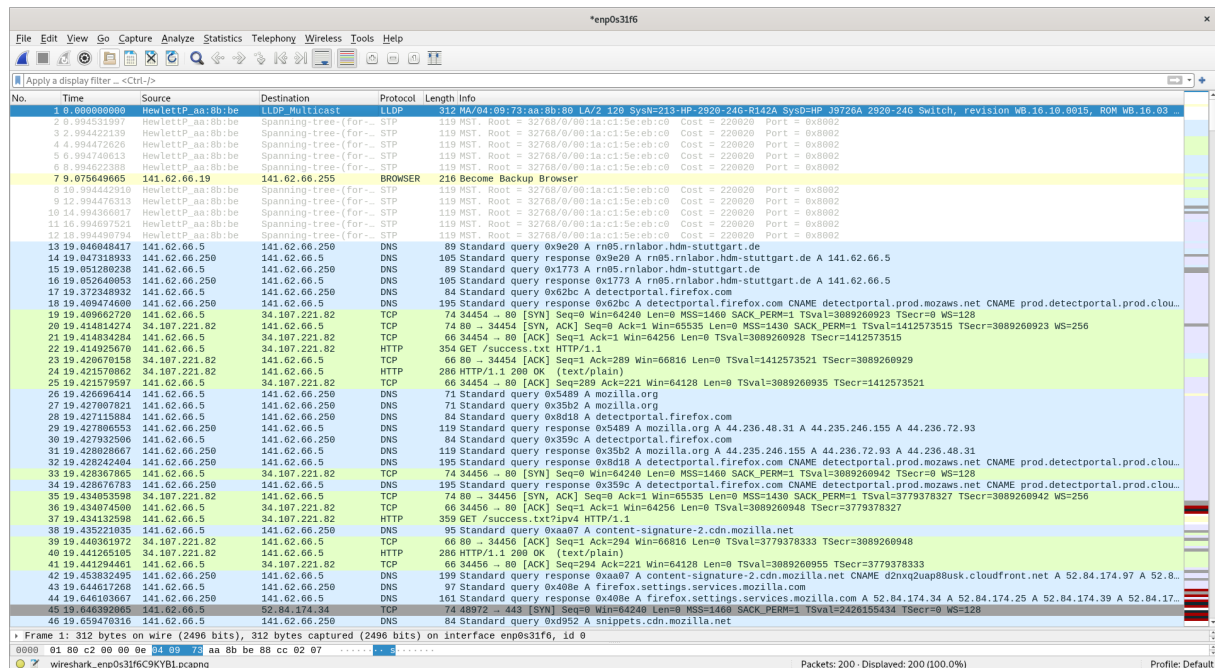 *enp0s31f6
File Edit View Go Capture Analyze Statistics Telephony Wireless Tools Help
Apply a display filter ... <Ctrl-/>
No. Time Source Destination Protocol Length Info
1 0.000000000 HewlettP_aa:8b:be LLDP_Multicast LLDP 312 MA/04:09:73:aa:8b:80 LA/2 120 SysN=213-HP-2920-24G-R142A SysD=HP J9726A 2920-24G Switch, revision WB.16.10.0015, ROM WB.16.03 ...
2 0.994531997 HewlettP_aa:8b:be Spanning-tree-(for-… STP 119 MST. Root = 32768/0/00:1a:c1:5e:eb:c0 Cost = 220020 Port = 0x8002
3 2.994422139 HewlettP_aa:8b:be Spanning-tree-(for-… STP 119 MST. Root = 32768/0/00:1a:c1:5e:eb:c0 Cost = 220020 Port = 0x8002
4 4.994472626 HewlettP_aa:8b:be Spanning-tree-(for-… STP 119 MST. Root = 32768/0/00:1a:c1:5e:eb:c0 Cost = 220020 Port = 0x8002
5 6.994740613 HewlettP_aa:8b:be Spanning-tree-(for-… STP 119 MST. Root = 32768/0/00:1a:c1:5e:eb:c0 Cost = 220020 Port = 0x8002
6 8.994622388 HewlettP_aa:8b:be Spanning-tree-(for-… STP 119 MST. Root = 32768/0/00:1a:c1:5e:eb:c0 Cost = 220020 Port = 0x8002
7 9.075649665 141.62.66.19 141.62.66.255 BROWSER 216 Become Backup Browser
8 10.994442910 HewlettP_aa:8b:be Spanning-tree-(for-… STP 119 MST. Root = 32768/0/00:1a:c1:5e:eb:c0 Cost = 220020 Port = 0x8002
9 12.994476313 HewlettP_aa:8b:be Spanning-tree-(for-… STP 119 MST. Root = 32768/0/00:1a:c1:5e:eb:c0 Cost = 220020 Port = 0x8002
10 14.994366017 HewlettP_aa:8b:be Spanning-tree-(for-… STP 119 MST. Root = 32768/0/00:1a:c1:5e:eb:c0 Cost = 220020 Port = 0x8002
11 16.994697521 HewlettP_aa:8b:be Spanning-tree-(for-… STP 119 MST. Root = 32768/0/00:1a:c1:5e:eb:c0 Cost = 220020 Port = 0x8002
12 18.994490794 HewlettP_aa:8b:be Spanning-tree-(for-… STP 119 MST. Root = 32768/0/00:1a:c1:5e:eb:c0 Cost = 220020 Port = 0x8002
13 19.046048417 141.62.66.5 141.62.66.250 DNS 89 Standard query 0x9e20 A rn05.rnlabor.hdm-stuttgart.de
14 19.047318933 141.62.66.250 141.62.66.5 DNS 105 Standard query response 0x9e20 A rn05.rnlabor.hdm-stuttgart.de A 141.62.66.5
15 19.051280238 141.62.66.5 141.62.66.250 DNS 89 Standard query 0x1773 A rn05.rnlabor.hdm-stuttgart.de
16 19.052640053 141.62.66.250 141.62.66.5 DNS 105 Standard query response 0x1773 A rn05.rnlabor.hdm-stuttgart.de A 141.62.66.5
17 19.372348932 141.62.66.5 141.62.66.250 DNS 84 Standard query 0x62bc A detectportal.firefox.com
18 19.409474600 141.62.66.250 141.62.66.5 DNS 195 Standard query response 0x62bc A detectportal.firefox.com CNAME detectportal.prod.mozaws.net CNAME prod.detectportal.prod.clou…
19 19.409662720 141.62.66.5 34.107.221.82 TCP 74 34454 → 80 [SYN] Seq=0 Win=64240 Len=0 MSS=1460 SACK_PERM=1 TSval=3089260923 TSecr=0 WS=128
20 19.414814274 34.107.221.82 141.62.66.5 TCP 74 80 → 34454 [SYN, ACK] Seq=0 Ack=1 Win=65535 Len=0 MSS=1430 SACK_PERM=1 TSval=1412573515 TSecr=3089260923 WS=256
21 19.414834284 141.62.66.5 34.107.221.82 TCP 66 34454 → 80 [ACK] Seq=1 Ack=1 Win=64256 Len=0 TSval=3089260928 TSecr=1412573515
22 19.414925670 141.62.66.5 34.107.221.82 HTTP 354 GET /success.txt HTTP/1.1
23 19.420670158 34.107.221.82 141.62.66.5 TCP 66 80 → 34454 [ACK] Seq=1 Ack=289 Win=66816 Len=0 TSval=1412573521 TSecr=3089260929
24 19.421570862 34.107.221.82 141.62.66.5 HTTP 286 HTTP/1.1 200 OK (text/plain)
25 19.421579597 141.62.66.5 34.107.221.82 TCP 66 34454 → 80 [ACK] Seq=289 Ack=221 Win=64128 Len=0 TSval=3089260935 TSecr=1412573521
26 19.426696414 141.62.66.5 141.62.66.250 DNS 71 Standard query 0x5489 A mozilla.org
27 19.427007821 141.62.66.5 141.62.66.250 DNS 71 Standard query 0x35b2 A mozilla.org
28 19.427115884 141.62.66.5 141.62.66.250 DNS 84 Standard query 0x8d18 A detectportal.firefox.com
29 19.427806553 141.62.66.250 141.62.66.5 DNS 119 Standard query response 0x5489 A mozilla.org A 44.236.48.31 A 44.235.246.155 A 44.236.72.93
30 19.427932506 141.62.66.5 141.62.66.250 DNS 84 Standard query 0x359c A detectportal.firefox.com
31 19.428028667 141.62.66.250 141.62.66.5 DNS 119 Standard query response 0x35b2 A mozilla.org A 44.235.246.155 A 44.236.72.93 A 44.236.48.31
32 19.428242404 141.62.66.250 141.62.66.5 DNS 195 Standard query response 0x8d18 A detectportal.firefox.com CNAME detectportal.prod.mozaws.net CNAME prod.detectportal.prod.clou…
33 19.428367865 141.62.66.5 34.107.221.82 TCP 74 34456 → 80 [SYN] Seq=0 Win=64240 Len=0 MSS=1460 SACK_PERM=1 TSval=3089260942 TSecr=0 WS=128
34 19.428676783 141.62.66.250 141.62.66.5 DNS 195 Standard query response 0x359c A detectportal.firefox.com CNAME detectportal.prod.mozaws.net CNAME prod.detectportal.prod.clou…
35 19.434053598 34.107.221.82 141.62.66.5 TCP 74 80 → 34456 [SYN, ACK] Seq=0 Ack=1 Win=65535 Len=0 MSS=1430 SACK_PERM=1 TSval=3779378327 TSecr=3089260942 WS=256
36 19.434074500 141.62.66.5 34.107.221.82 TCP 66 34456 → 80 [ACK] Seq=1 Ack=1 Win=64256 Len=0 TSval=3089260948 TSecr=3779378327
37 19.434132598 141.62.66.5 34.107.221.82 HTTP 359 GET /success.txt?ipv4 HTTP/1.1
38 19.435221035 141.62.66.5 141.62.66.250 DNS 95 Standard query 0xaa07 A content-signature-2.cdn.mozilla.net
39 19.440361972 34.107.221.82 141.62.66.5 TCP 66 80 → 34456 [ACK] Seq=1 Ack=294 Win=66816 Len=0 TSval=3779378333 TSecr=3089260948
40 19.441265105 34.107.221.82 141.62.66.5 HTTP 286 HTTP/1.1 200 OK (text/plain)
41 19.441294461 141.62.66.5 34.107.221.82 TCP 66 34456 → 80 [ACK] Seq=294 Ack=221 Win=64128 Len=0 TSval=3089260955 TSecr=3779378333
42 19.453832495 141.62.66.250 141.62.66.5 DNS 199 Standard query response 0xaa07 A content-signature-2.cdn.mozilla.net CNAME d2nxq2uap88usk.cloudfront.net A 52.84.174.97 A 52.8…
43 19.644617268 141.62.66.5 141.62.66.250 DNS 97 Standard query 0x408e A firefox.settings.services.mozilla.com
44 19.646103667 141.62.66.250 141.62.66.5 DNS 161 Standard query response 0x408e A firefox.settings.services.mozilla.com A 52.84.174.34 A 52.84.174.25 A 52.84.174.39 A 52.84.17…
45 19.646392065 141.62.66.5 52.84.174.34 TCP 74 48972 → 443 [SYN] Seq=0 Win=64240 Len=0 MSS=1460 SACK_PERM=1 TSval=2426155434 TSecr=0 WS=128
46 19.659470316 141.62.66.5 141.62.66.250 DNS 84 Standard query 0xd952 A snippets.cdn.mozilla.net
Frame 1: 312 bytes on wire (2496 bits), 312 bytes captured (2496 bits) on interface enp0s31f6, id 0
0000 01 80 c2 00 00 0e 04 09 73 aa 8b be 88 cc 02 07 ········ s·······
wireshark_enp0s31f6C9KYB1.pcapng Packets: 200 · Displayed: 200 (100.0%) Profile: Default